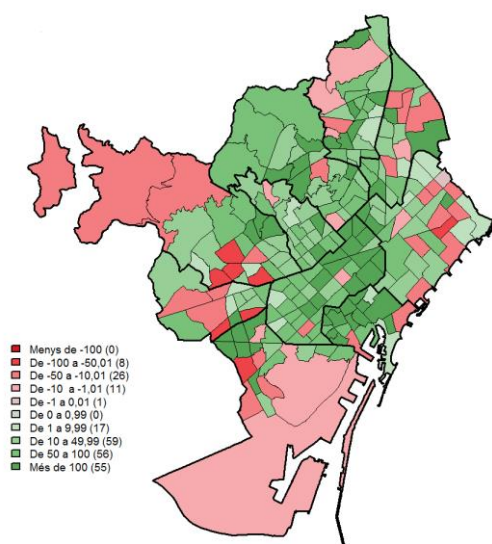 Menys de -100 (0)
De -100 a -50,01 (8)
De -50 a -10,01 (26)
De -10 a -1,01 (11)
De -1 a 0,01 (1)
De 0 a 0,99 (0)
De 1 a 9,99 (17)
De 10 a 49,99 (59)
De 50 a 100 (56)
Més de 100 (55)